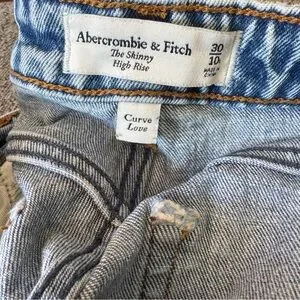 Abercrombie & Fitch
The Skinny
High Rise
30
10
Curve
Love